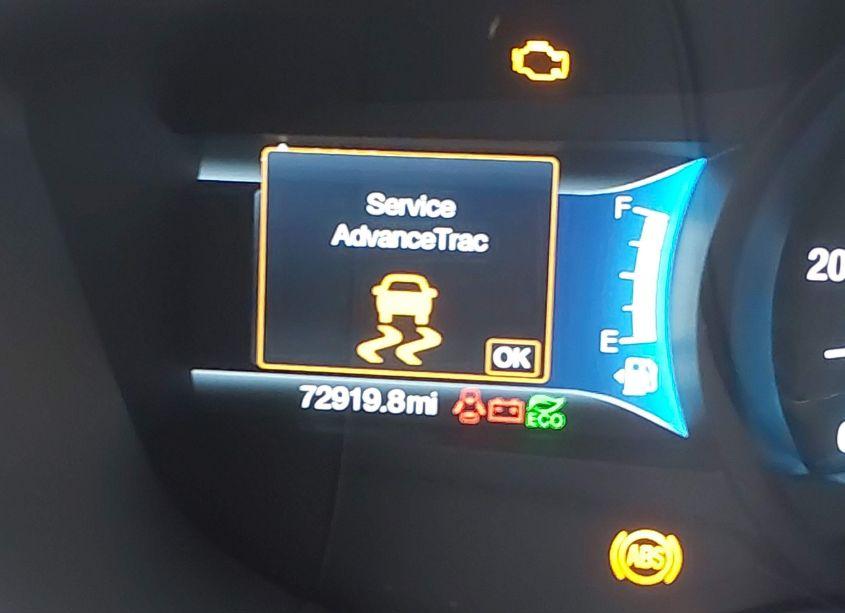 Service
AdvanceTrac
F
20
E
OK
72919.8mi
ECO
ABS